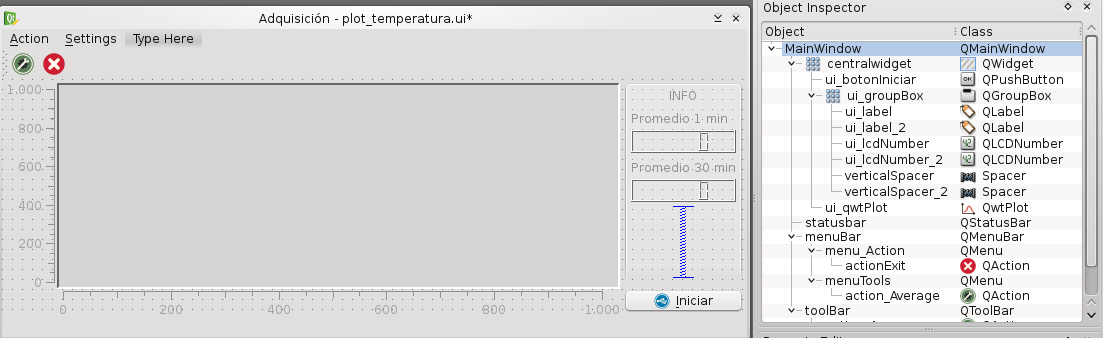 Adquisición - plot_temperatura.ui*
Action Settings Type Here
1.000
800
600
400
200
0
0 200 400 600 800 1.000
INFO
Promedio 1 min
0
Promedio 30 min
0
Iniciar
Object Inspector
Object Class
MainWindow QMainWindow
centralwidget QWidget
ui_botonIniciar QPushButton
ui_groupBox QGroupBox
ui_label QLabel
ui_label_2 QLabel
ui_lcdNumber QLCDNumber
ui_lcdNumber_2 QLCDNumber
verticalSpacer Spacer
verticalSpacer_2 Spacer
ui_qwtPlot QwtPlot
statusbar QStatusBar
menuBar QMenuBar
menu_Action QMenu
actionExit QAction
menuTools QMenu
action_Average QAction
toolBar QToolBar